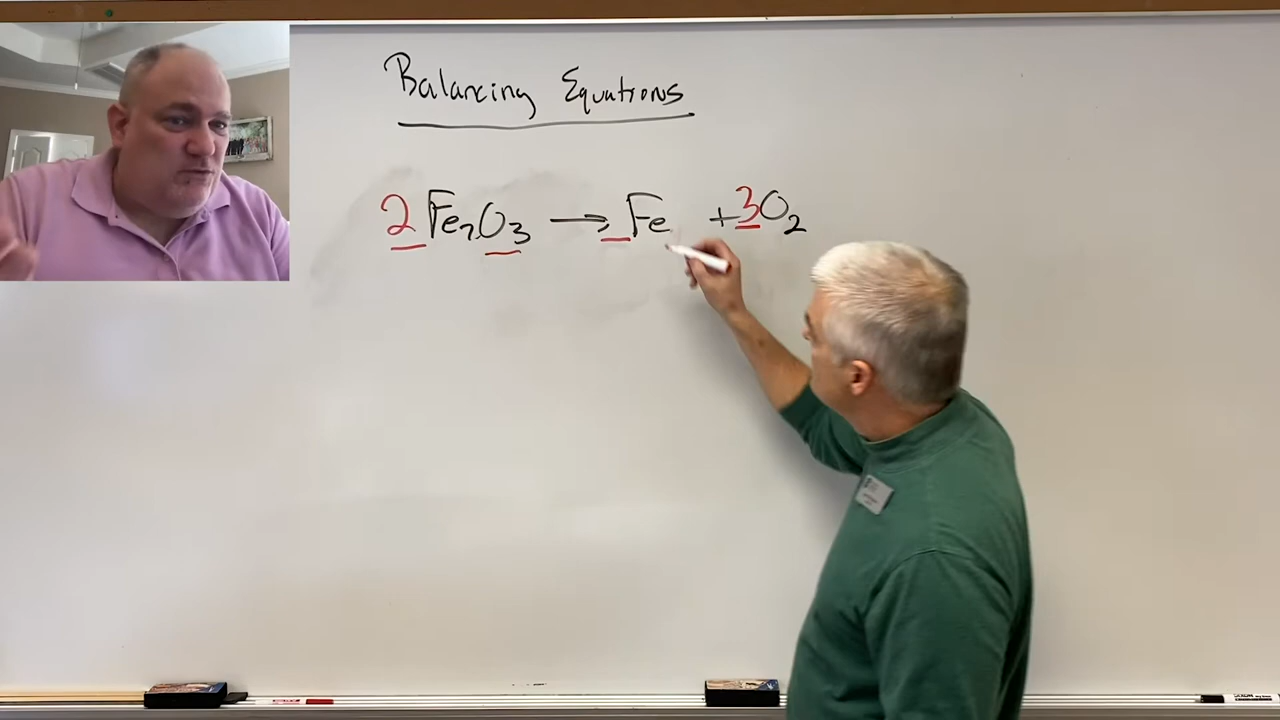 Balancing Equations
2 Fe2O3 → _ Fe + 3O2